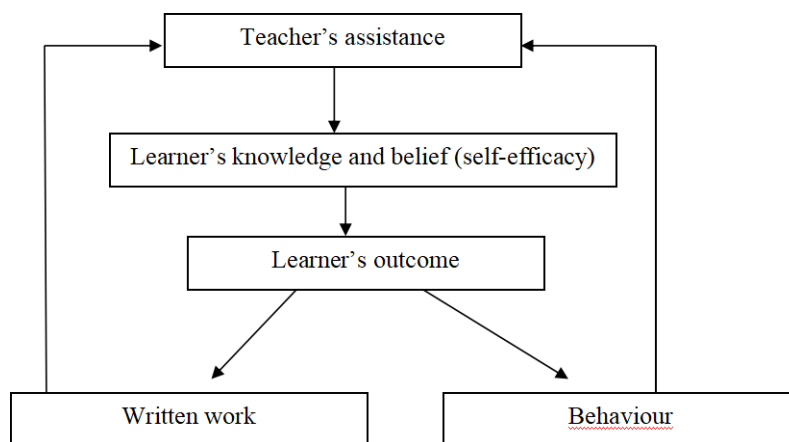 Teacher’s assistance
Learner’s knowledge and belief (self-efficacy)
Learner’s outcome
Written work
Behaviour